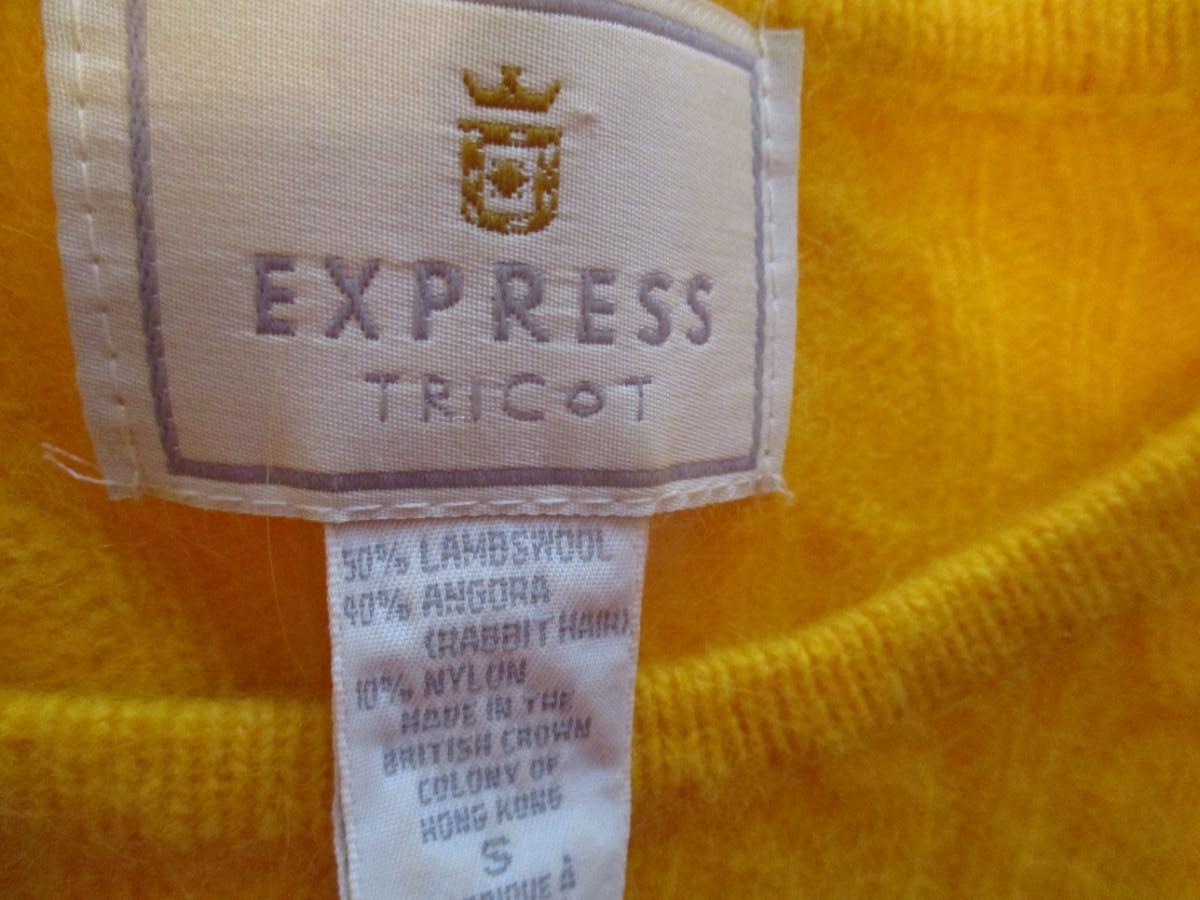 EXPRESS
TRICOT
50% LAMBSWOOL
40% ANGORA
(RABBIT HAIR)
10% NYLON
MADE IN THE
BRITISH CROWN
COLONY OF
HONG KONG
S
À